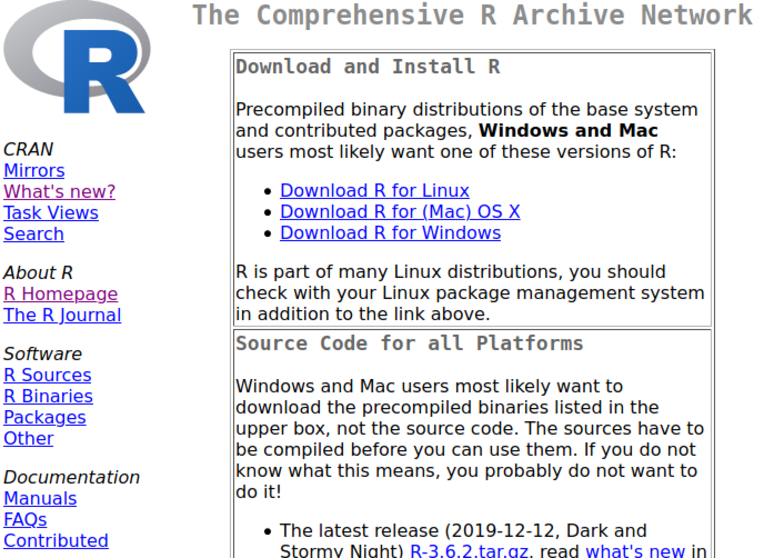 The Comprehensive R Archive Network
R
CRAN
Mirrors
What's new?
Task Views
Search
About R
R Homepage
The R Journal
Software
R Sources
R Binaries
Packages
Other
Documentation
Manuals
FAQs
Contributed
Download and Install R
Precompiled binary distributions of the base system
and contributed packages, Windows and Mac
users most likely want one of these versions of R:
• Download R for Linux
• Download R for (Mac) OS X
• Download R for Windows
R is part of many Linux distributions, you should
check with your Linux package management system
in addition to the link above.
Source Code for all Platforms
Windows and Mac users most likely want to
download the precompiled binaries listed in the
upper box, not the source code. The sources have to
be compiled before you can use them. If you do not
know what this means, you probably do not want to
do it!
• The latest release (2019-12-12, Dark and
Stormy Night) R-3.6.2.tar.gz, read what's new in